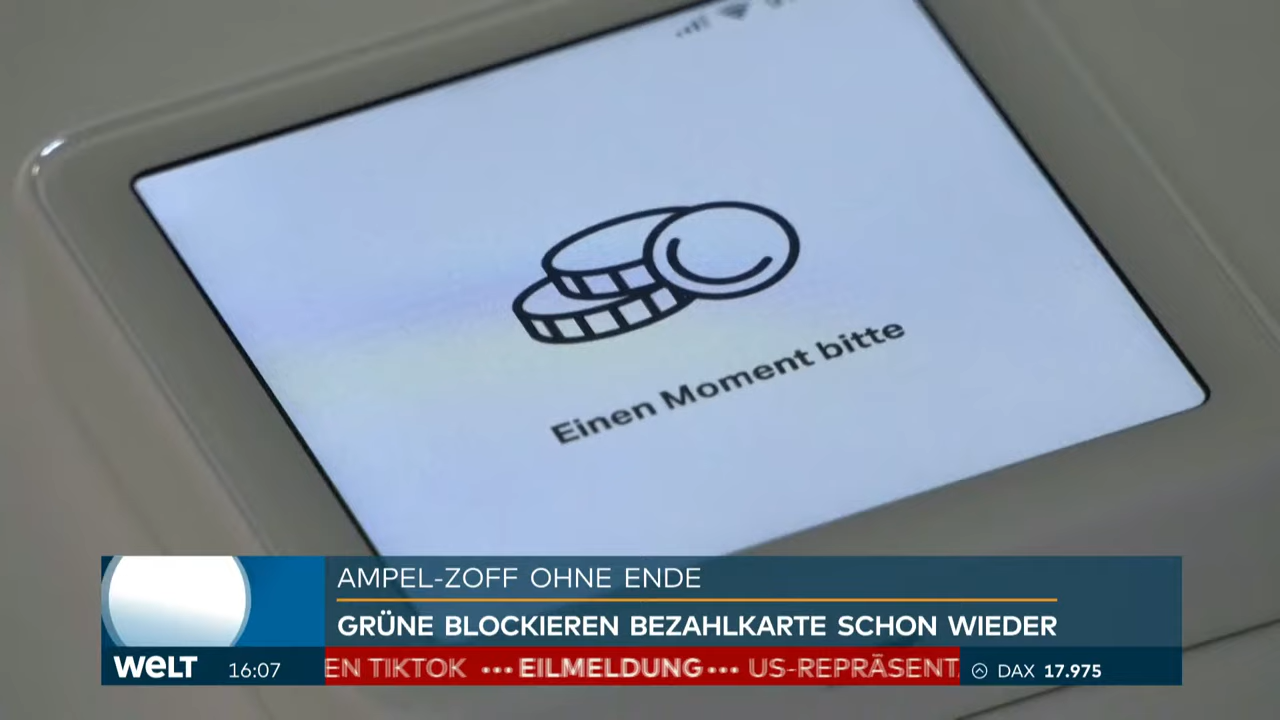 Einen Moment bitte
AMPEL-ZOFF OHNE ENDE
GRÜNE BLOCKIEREN BEZAHLKARTE SCHON WIEDER
welt 16:07 EN TIKTOK ••• EILMELDUNG ••• US-REPRÄSENT DAX 17.975